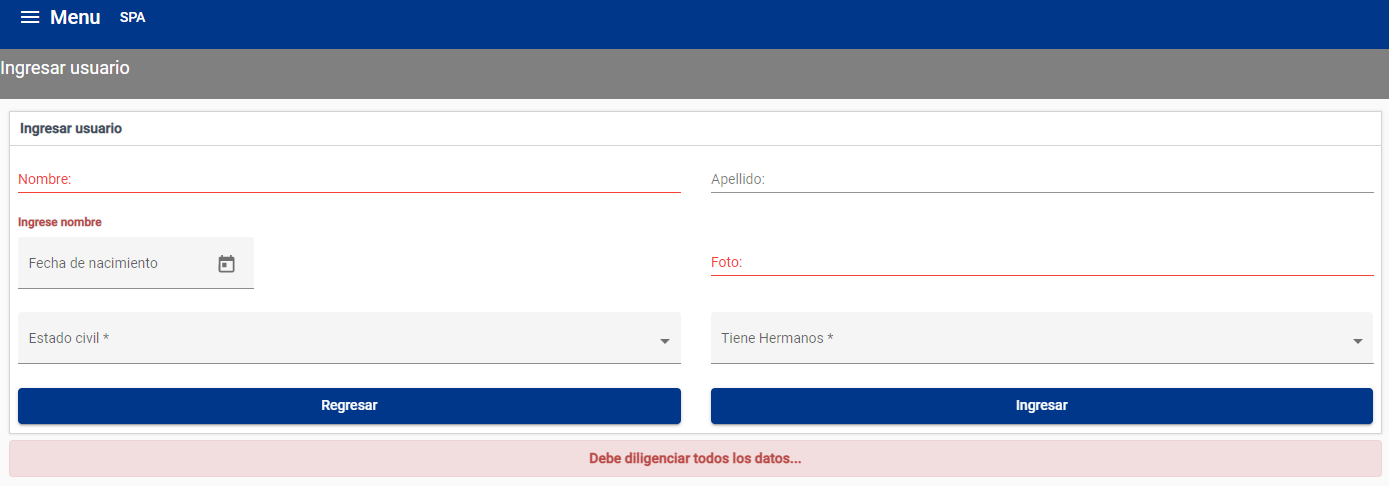 Menu SPA
Ingresar usuario
Ingresar usuario
Nombre: Apellido:
Ingrese nombre
Fecha de nacimiento Foto:
Estado civil * Tiene Hermanos *
Regresar Ingresar
Debe diligenciar todos los datos...